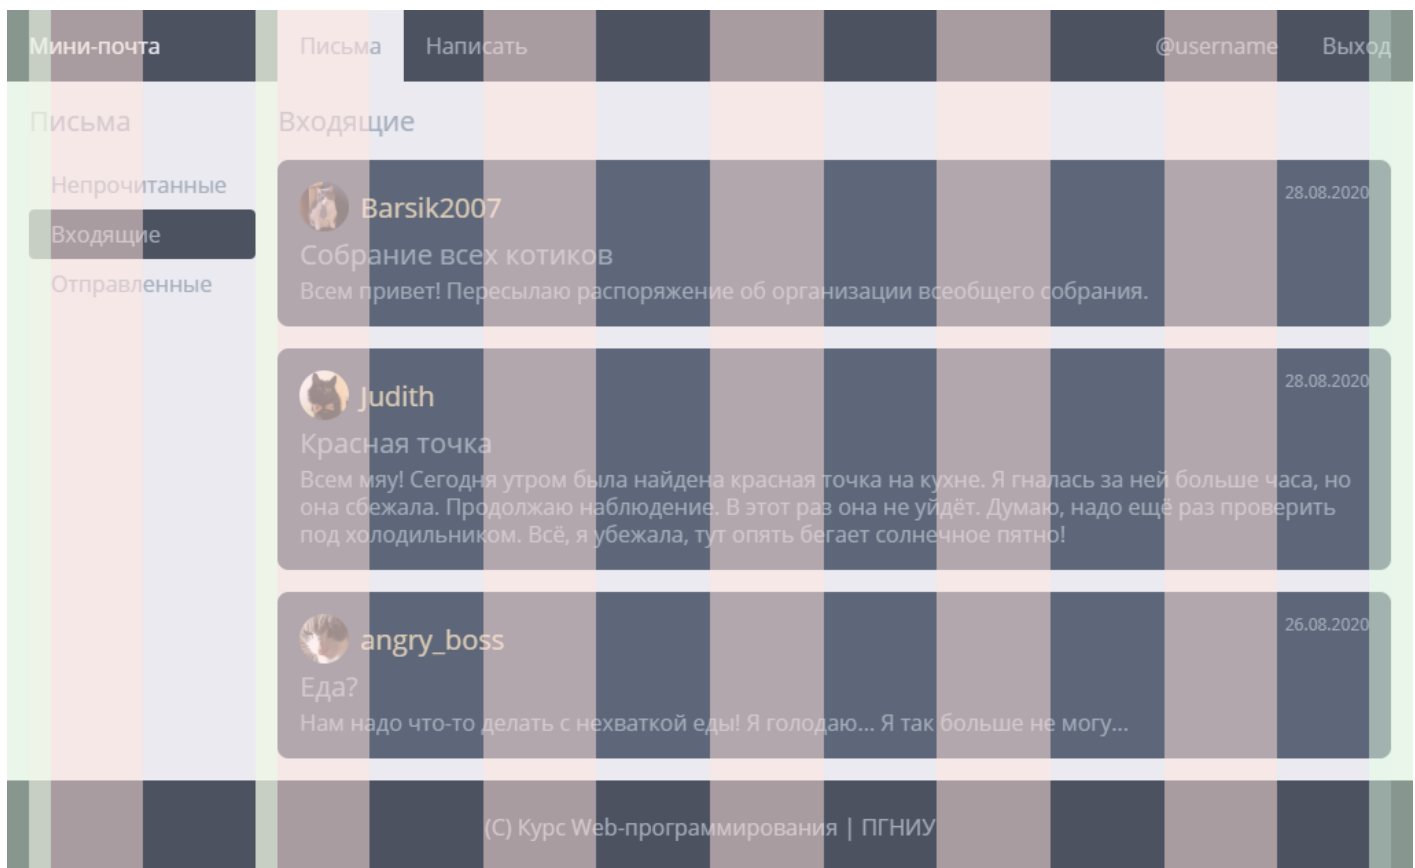 Мини-почта
Письма
Написать
@username
Выход
Письма
Непрочитанные
Входящие
Отправленные
Входящие
Barsik2007
28.08.2020
Собрание всех котиков
Всем привет! Пересылаю распоряжение об организации всеобщего собрания.
Judith
28.08.2020
Красная точка
Всем мяу! Сегодня утром была найдена красная точка на кухне. Я гналась за ней больше часа, но
она сбежала. Продолжаю наблюдение. В этот раз она не уйдёт. Думаю, надо ещё раз проверить
под холодильником. Всё, я убежала, тут опять бегает солнечное пятно!
angry_boss
26.08.2020
Еда?
Нам надо что-то делать с нехваткой еды! Я голодаю... Я так больше не могу...
(С) Курс Web-программирования | ПГНИУ